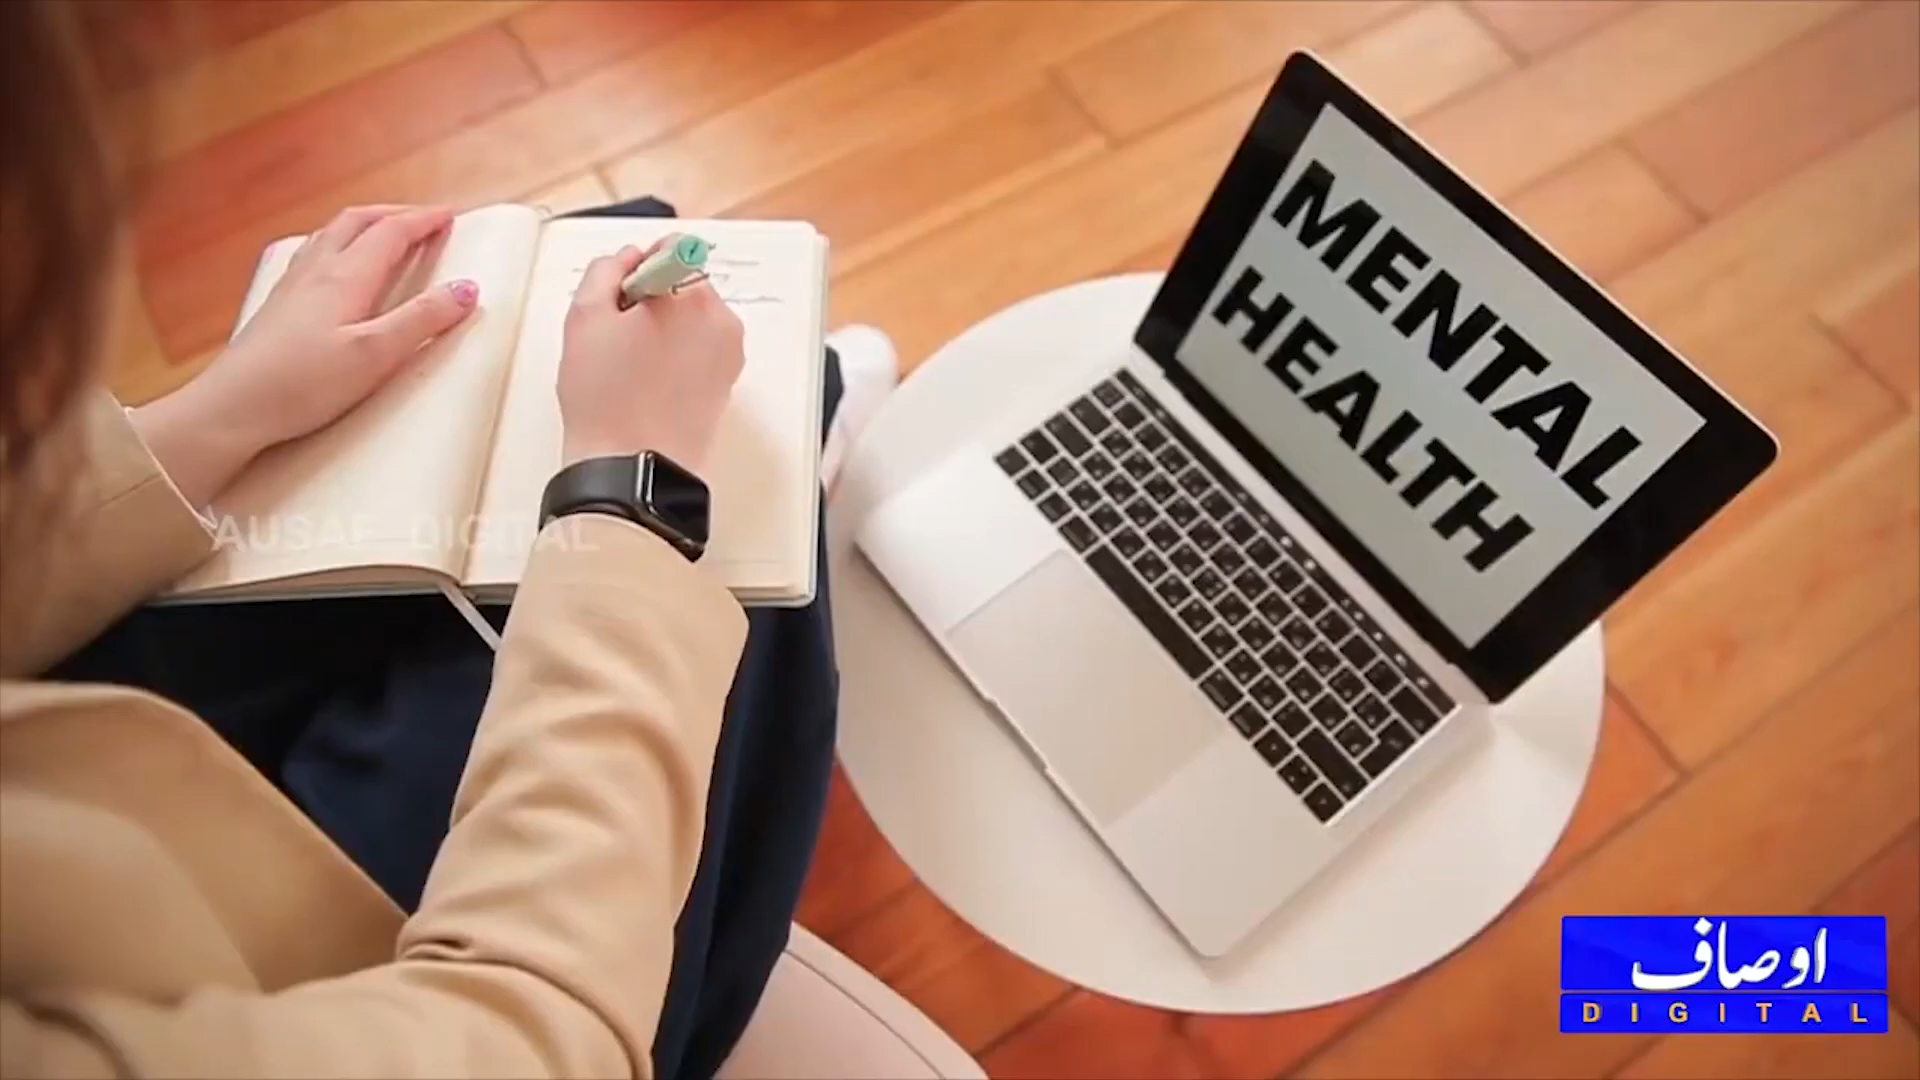 MENTAL
HEALTH
AUSAF DIGITAL
اوصاف
DIGITAL